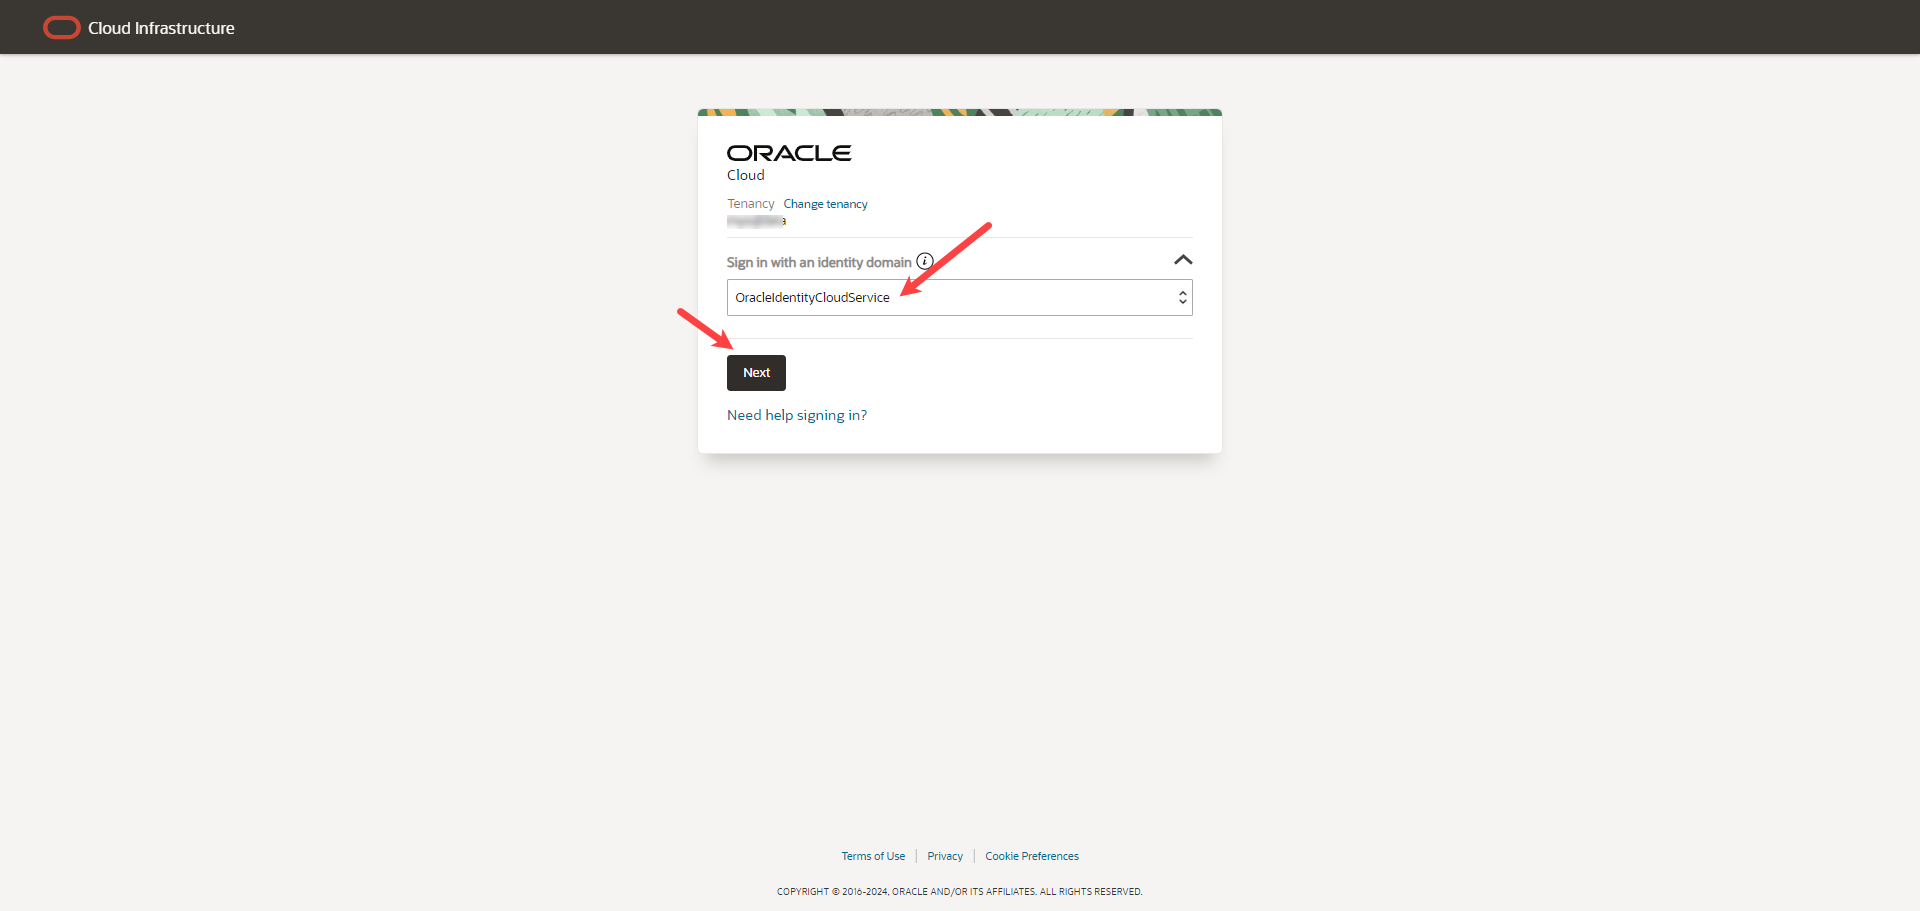 Cloud Infrastructure
ORACLE
Cloud
Tenancy Change tenancy
Sign in with an identity domain
OracleIdentityCloudService
Next
Need help signing in?
Terms of Use Privacy Cookie Preferences
COPYRIGHT © 2016-2024, ORACLE AND/OR ITS AFFILIATES. ALL RIGHTS RESERVED.